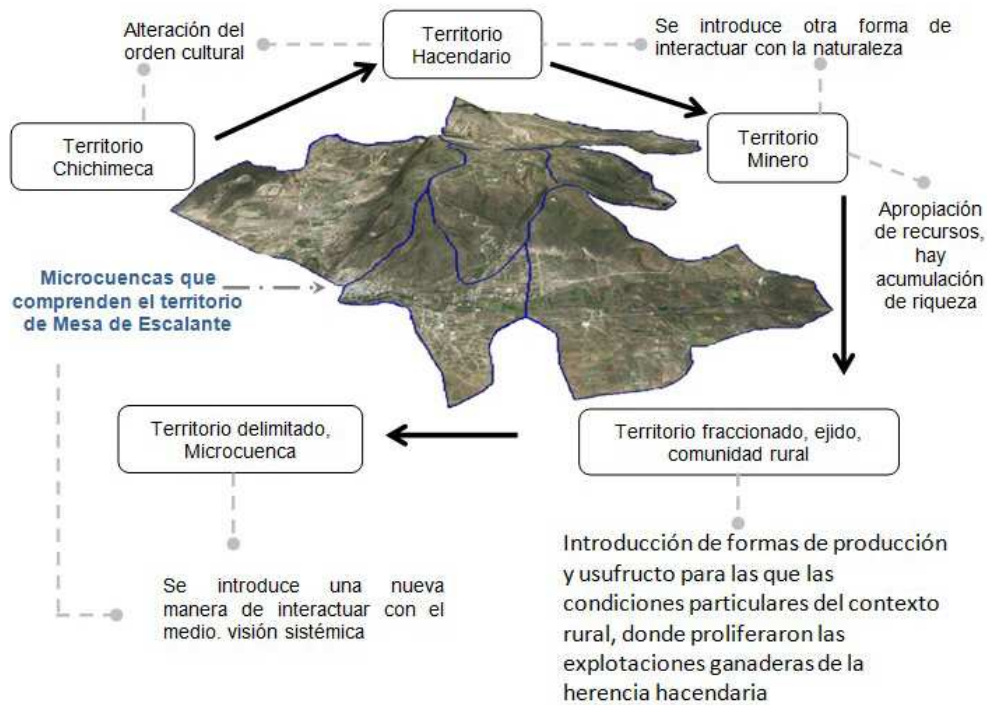 Alteración del
orden cultural
Territorio
Hacendario
Se introduce otra forma de
interactuar con la naturaleza
Territorio
Chichimeca
Territorio
Minero
Apropiación
de recursos,
hay
acumulación
de riqueza
Microcuencas que
comprenden el territorio
de Mesa de Escalante
Territorio delimitado,
Microcuenca
Territorio fraccionado, ejido,
comunidad rural
Se introduce una nueva
manera de interactuar con el
medio. visión sistémica
Introducción de formas de producción
y usufructo para las que las
condiciones particulares del contexto
rural, donde proliferaron las
explotaciones ganaderas de la
herencia hacendaria